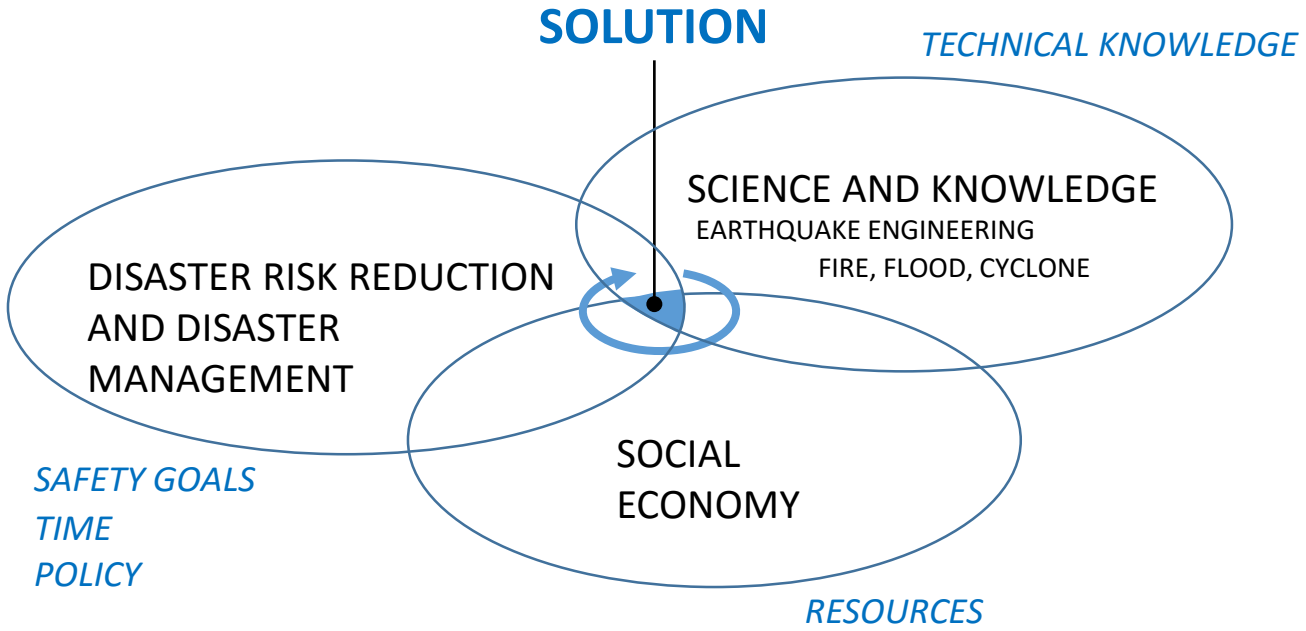 SOLUTION
TECHNICAL KNOWLEDGE
SCIENCE AND KNOWLEDGE
EARTHQUAKE ENGINEERING
FIRE, FLOOD, CYCLONE
DISASTER RISK REDUCTION
AND DISASTER
MANAGEMENT
SOCIAL
ECONOMY
SAFETY GOALS
TIME
POLICY
RESOURCES